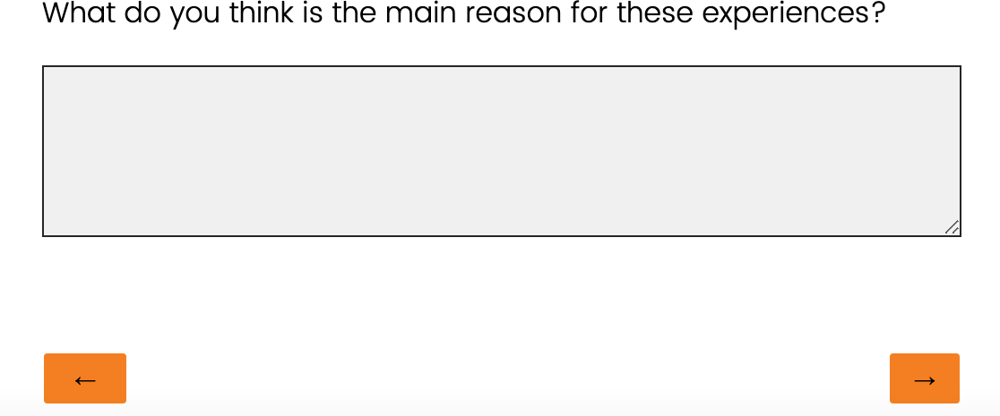 What do you think is the main reason for these experiences?
←
→